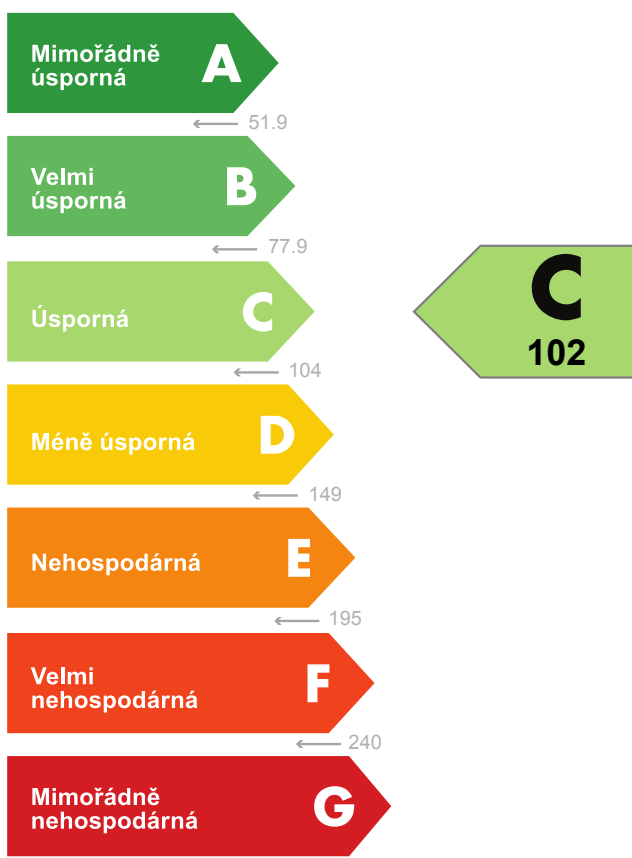 Mimořádně
úsporná
A
← 51.9
Velmi
úsporná
B
← 77.9
Úsporná
C
C
102
← 104
Méně úsporná
D
← 149
Nehospodárná
E
← 195
Velmi
nehospodárná
F
← 240
Mimořádně
nehospodárná
G